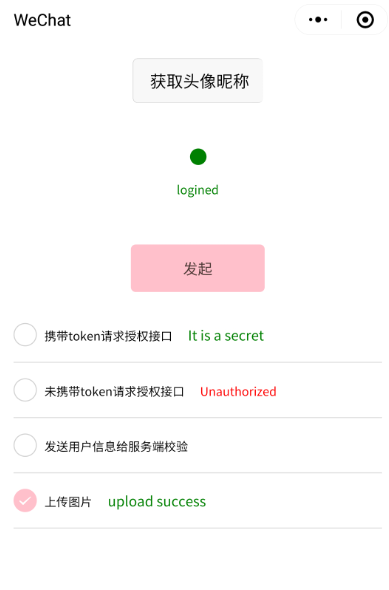 WeChat
获取头像昵称
logined
发起
携带token请求授权接口 It is a secret
未携带token请求授权接口 Unauthorized
发送用户信息给服务端校验
上传图片 upload success